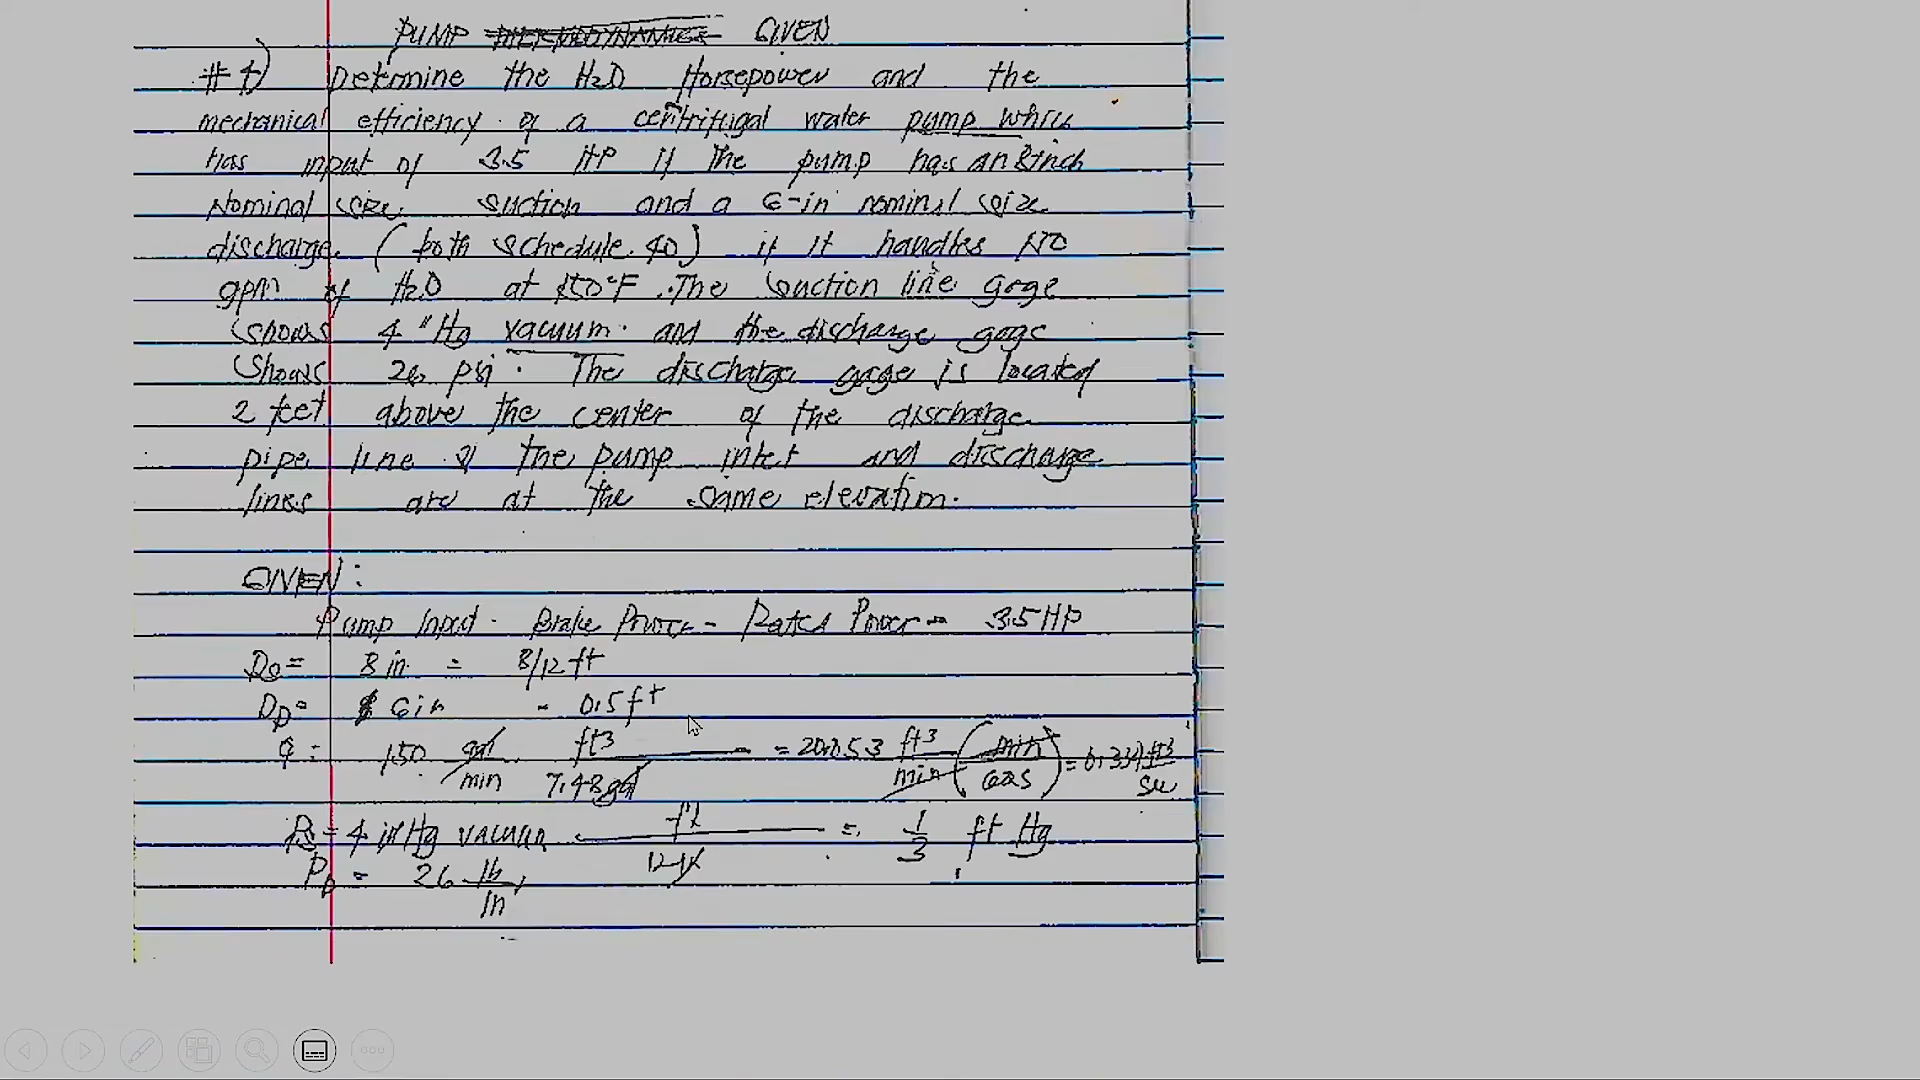 PUMP GIVEN
#4) Determine the H2O Horsepower and the
mechanical efficiency of a centrifugal water pump which
has input of 3.5 HP if the pump has an 8 inch
Nominal size suction and a 6-in nominal size
discharge (both schedule 40) if it handles
gpm of H2O at 150°F. The suction line gage
shows 4 "Hg vacuum and the discharge gage
shows 26 psi. The discharge gage is located
2 feet above the center of the discharge
pipe line if the pump inlet and discharge
lines are at the same elevation.
GIVEN:
Pump Input - Brake Power - Rated Power = 3.5 HP
8 in = 8/12 ft
DD = 6 in = 0.5 ft
Q = 150 gal/min ft3/7.48 gal = 20.053 ft3/min (min/60s) = 0.334 ft3/sec
Ps = 4 in Hg vacuum ft/12 in = 1/3 ft Hg
PD = 26 lb/in